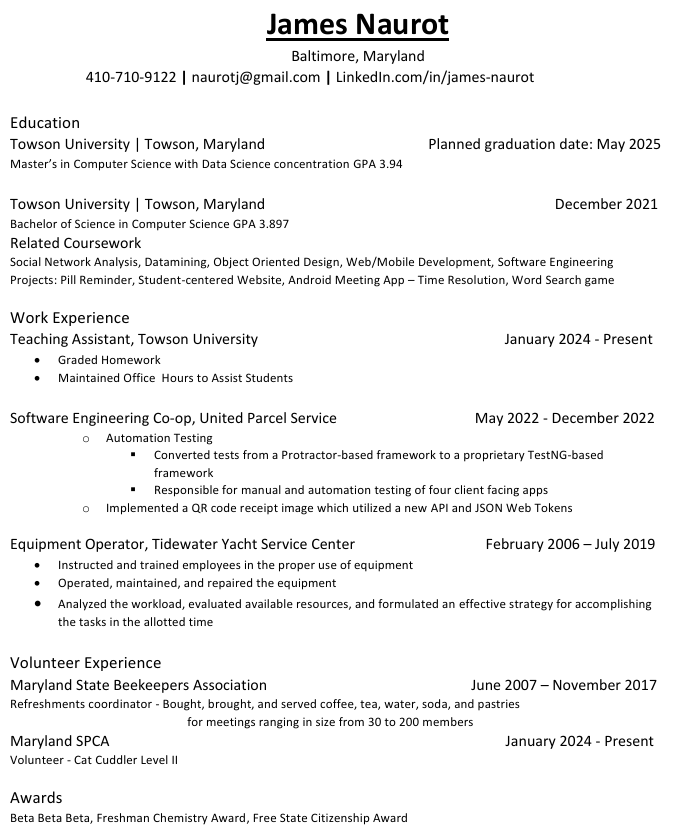 James Naurot
Baltimore, Maryland
410-710-9122 | naurotj@gmail.com | LinkedIn.com/in/james-naurot
Education
Towson University | Towson, Maryland Planned graduation date: May 2025
Master’s in Computer Science with Data Science concentration GPA 3.94
Towson University | Towson, Maryland December 2021
Bachelor of Science in Computer Science GPA 3.897
Related Coursework
Social Network Analysis, Datamining, Object Oriented Design, Web/Mobile Development, Software Engineering
Projects: Pill Reminder, Student-centered Website, Android Meeting App – Time Resolution, Word Search game
Work Experience
Teaching Assistant, Towson University January 2024 - Present
• Graded Homework
• Maintained Office Hours to Assist Students
Software Engineering Co-op, United Parcel Service May 2022 - December 2022
o Automation Testing
▪ Converted tests from a Protractor-based framework to a proprietary TestNG-based
framework
▪ Responsible for manual and automation testing of four client facing apps
o Implemented a QR code receipt image which utilized a new API and JSON Web Tokens
Equipment Operator, Tidewater Yacht Service Center February 2006 – July 2019
• Instructed and trained employees in the proper use of equipment
• Operated, maintained, and repaired the equipment
• Analyzed the workload, evaluated available resources, and formulated an effective strategy for accomplishing
the tasks in the allotted time
Volunteer Experience
Maryland State Beekeepers Association June 2007 – November 2017
Refreshments coordinator - Bought, brought, and served coffee, tea, water, soda, and pastries
for meetings ranging in size from 30 to 200 members
Maryland SPCA January 2024 - Present
Volunteer - Cat Cuddler Level II
Awards
Beta Beta Beta, Freshman Chemistry Award, Free State Citizenship Award